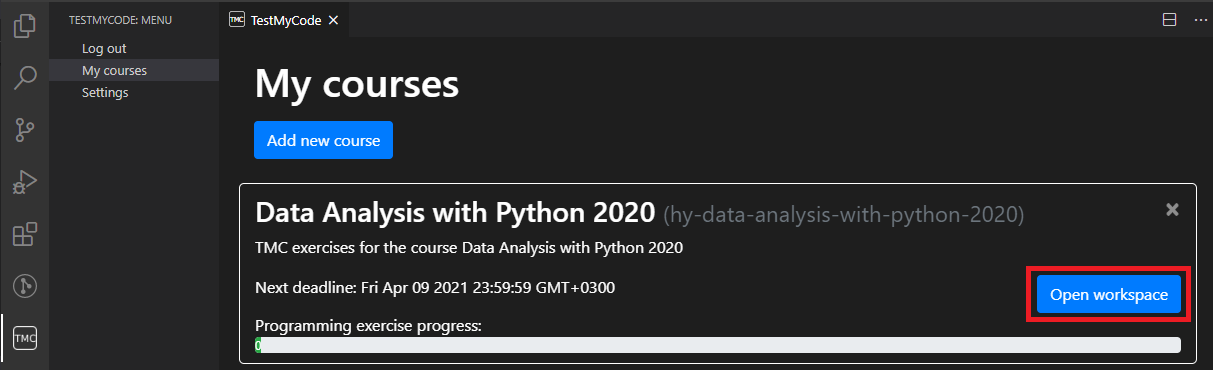 TESTMYCODE: MENU
Log out
My courses
Settings
TMC TestMyCode
My courses
Add new course
Data Analysis with Python 2020 (hy-data-analysis-with-python-2020)
TMC exercises for the course Data Analysis with Python 2020
Next deadline: Fri Apr 09 2021 23:59:59 GMT+0300
Open workspace
Programming exercise progress:
0
TMC